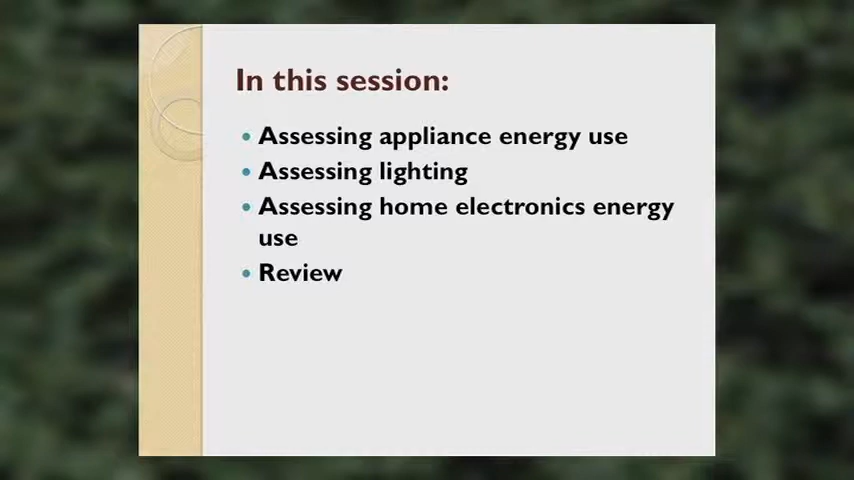 In this session:
• Assessing appliance energy use
• Assessing lighting
• Assessing home electronics energy
use
• Review